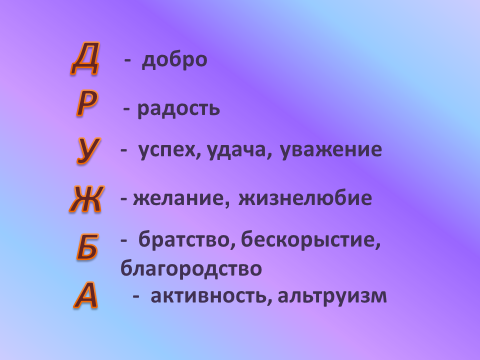 Д - добро
Р - радость
У - успех, удача, уважение
Ж - желание, жизнелюбие
Б - братство, бескорыстие,
благородство
А - активность, альтруизм